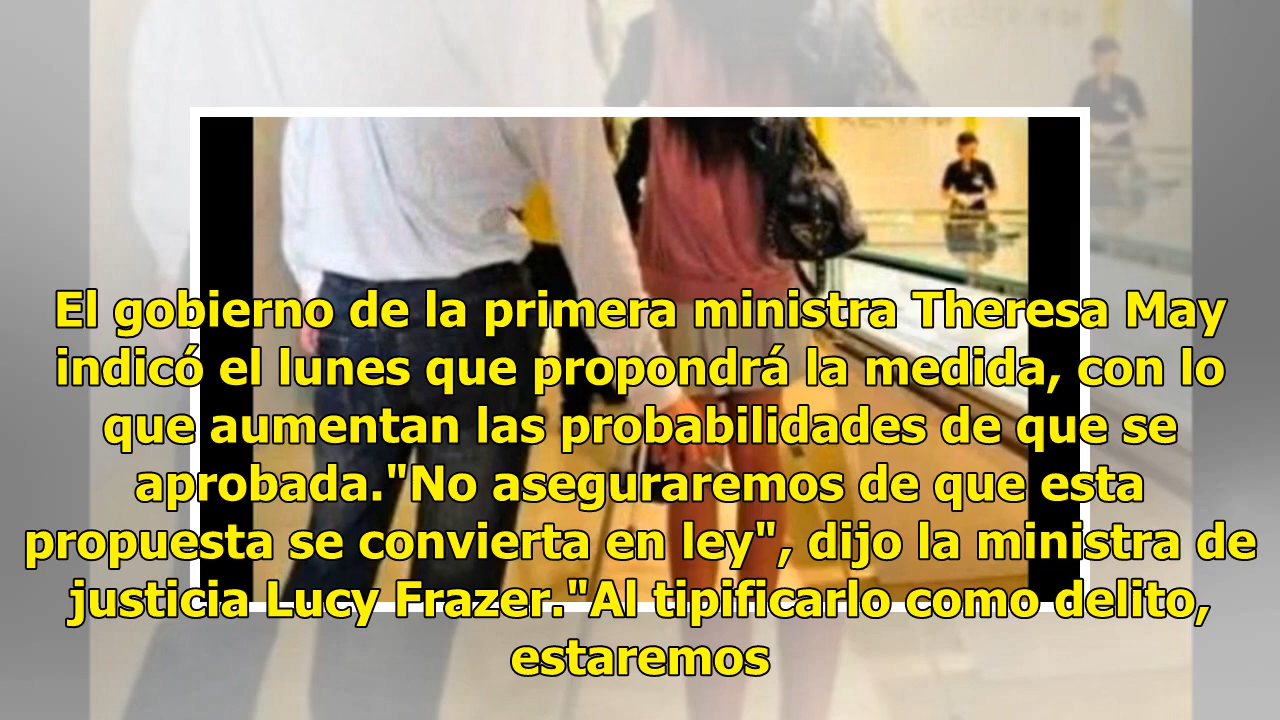 El gobierno de la primera ministra Theresa May
indicó el lunes que propondrá la medida, con lo
que aumentan las probabilidades de que se
aprobada."No aseguraremos de que esta
propuesta se convierta en ley", dijo la ministra de
justicia Lucy Frazer."Al tipificarlo como delito,
estaremos